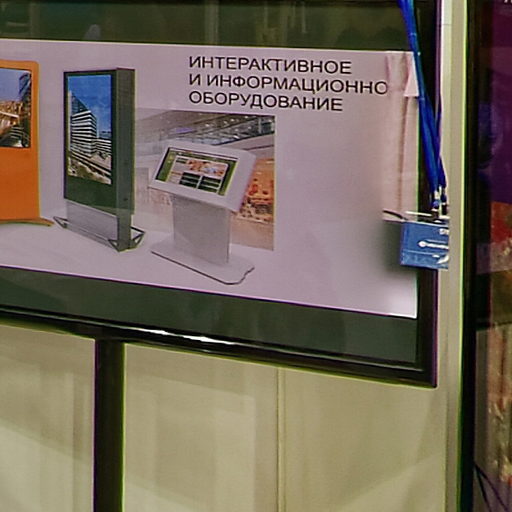 ИНТЕРАКТИВНОЕ
И ИНФОРМАЦИОННО
ОБОРУДОВАНИЕ